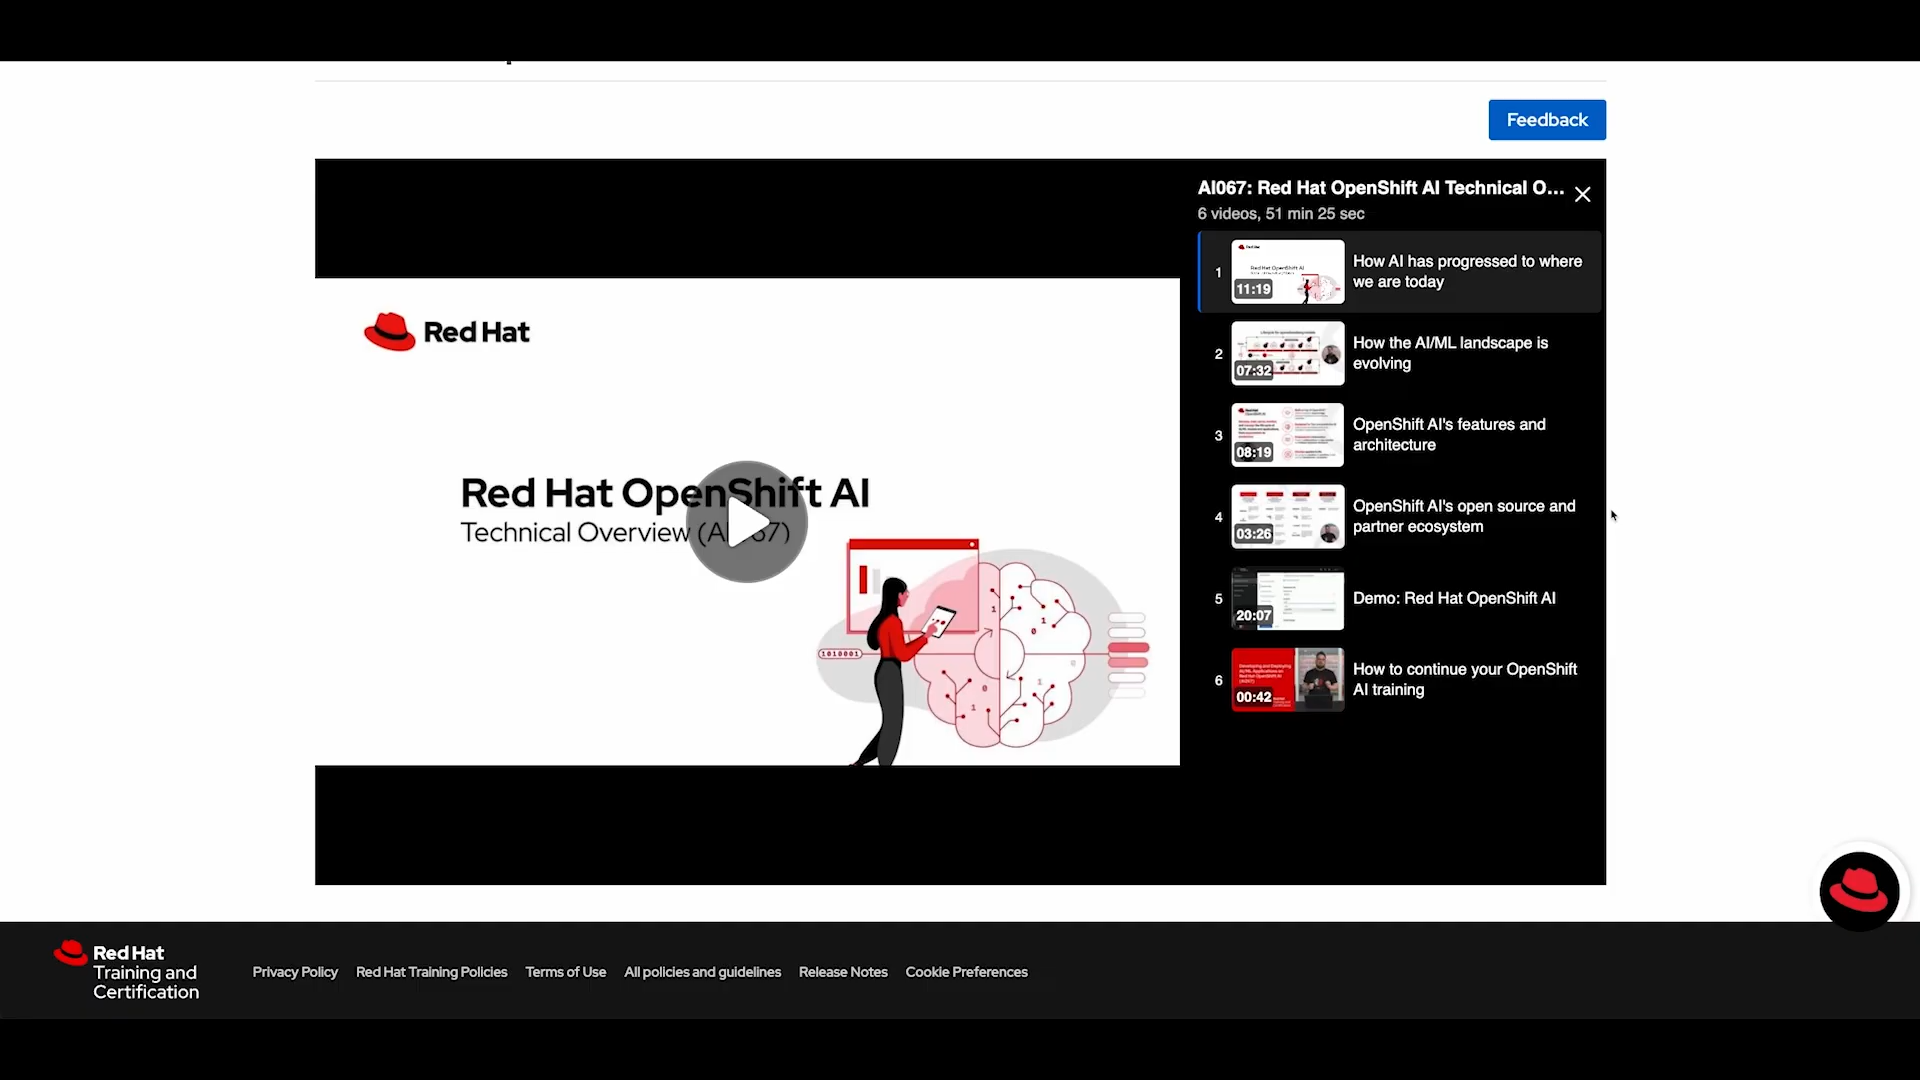 Feedback
Red Hat
Red Hat OpenShift AI
Technical Overview (AI067)
1010001
AI067: Red Hat OpenShift AI Technical O...
6 videos, 51 min 25 sec
1
11:19
How AI has progressed to where
we are today
2
07:32
How the AI/ML landscape is
evolving
3
08:19
OpenShift AI's features and
architecture
4
03:26
OpenShift AI's open source and
partner ecosystem
5
20:07
Demo: Red Hat OpenShift AI
6
00:42
How to continue your OpenShift
AI training
Red Hat
Training and
Certification
Privacy Policy
Red Hat Training Policies
Terms of Use
All policies and guidelines
Release Notes
Cookie Preferences